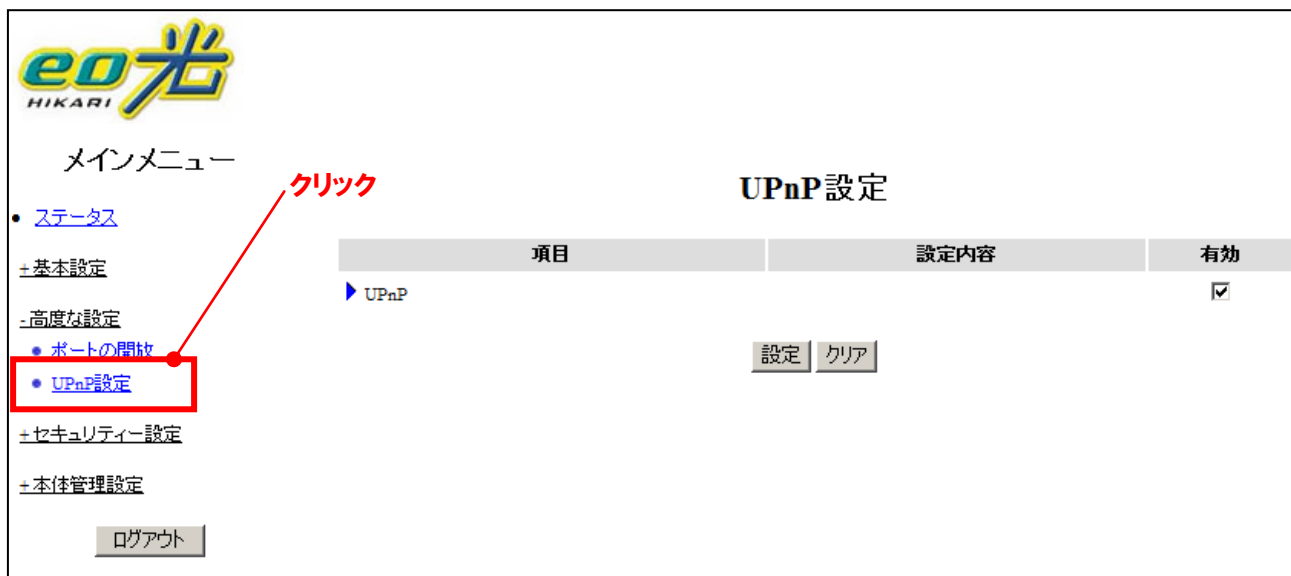 eo光
HIKARI
メインメニュー
クリック
• ステータス
+基本設定
-高度な設定
• ポートの開放
• UPnP設定
+セキュリティー設定
+本体管理設定
ログアウト
UPnP設定
項目 設定内容 有効
UPnP
設定 クリア